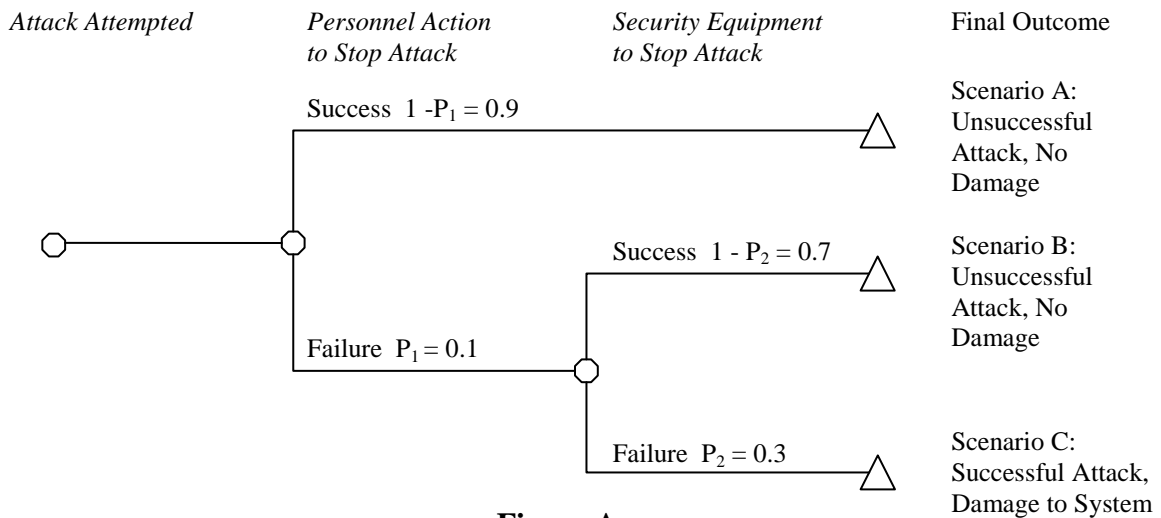 Attack Attempted
Personnel Action
to Stop Attack
Security Equipment
to Stop Attack
Final Outcome
Success 1 -P₁ = 0.9
Scenario A:
Unsuccessful
Attack, No
Damage
Success 1 - P₂ = 0.7
Scenario B:
Unsuccessful
Attack, No
Damage
Failure P₁ = 0.1
Failure P₂ = 0.3
Scenario C:
Successful Attack,
Damage to System